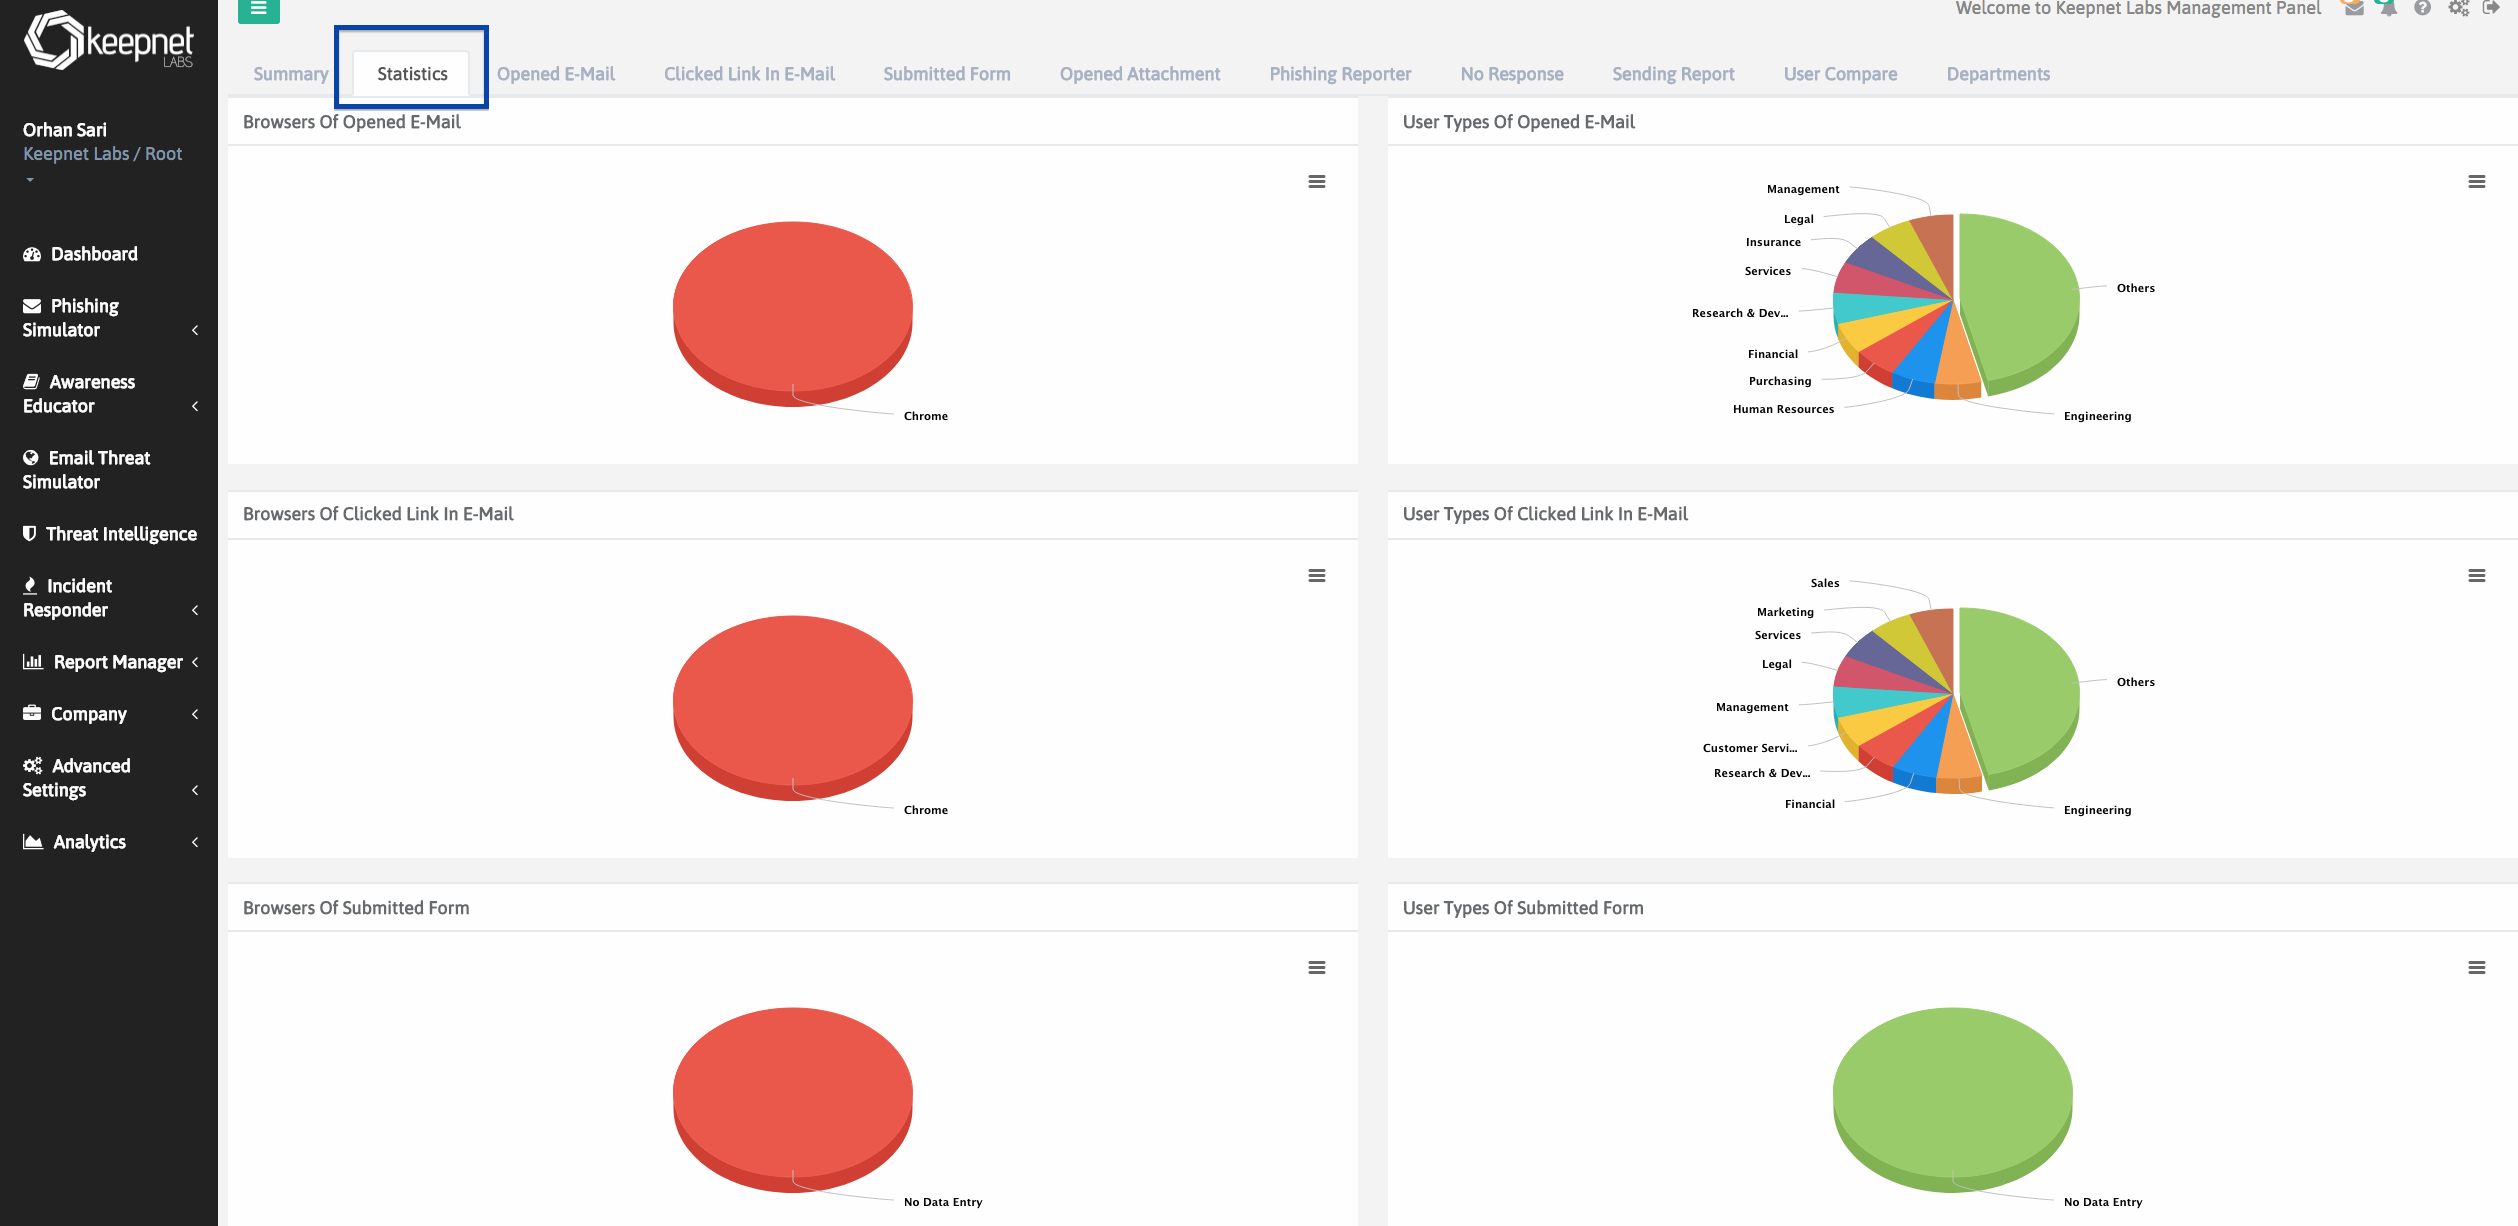 keepnet
LABS
Orhan Sari
Keepnet Labs / Root
Dashboard
Phishing
Simulator
Awareness
Educator
Email Threat
Simulator
Threat Intelligence
Incident
Responder
Report Manager
Company
Advanced
Settings
Analytics
Welcome to Keepnet Labs Management Panel
Summary
Statistics
Opened E-Mail
Clicked Link In E-Mail
Submitted Form
Opened Attachment
Phishing Reporter
No Response
Sending Report
User Compare
Departments
Browsers Of Opened E-Mail
Chrome
User Types Of Opened E-Mail
Management
Legal
Insurance
Services
Research & Dev...
Financial
Purchasing
Human Resources
Others
Engineering
Browsers Of Clicked Link In E-Mail
Chrome
User Types Of Clicked Link In E-Mail
Sales
Marketing
Services
Legal
Management
Customer Servi...
Research & Dev...
Financial
Others
Engineering
Browsers Of Submitted Form
No Data Entry
User Types Of Submitted Form
No Data Entry